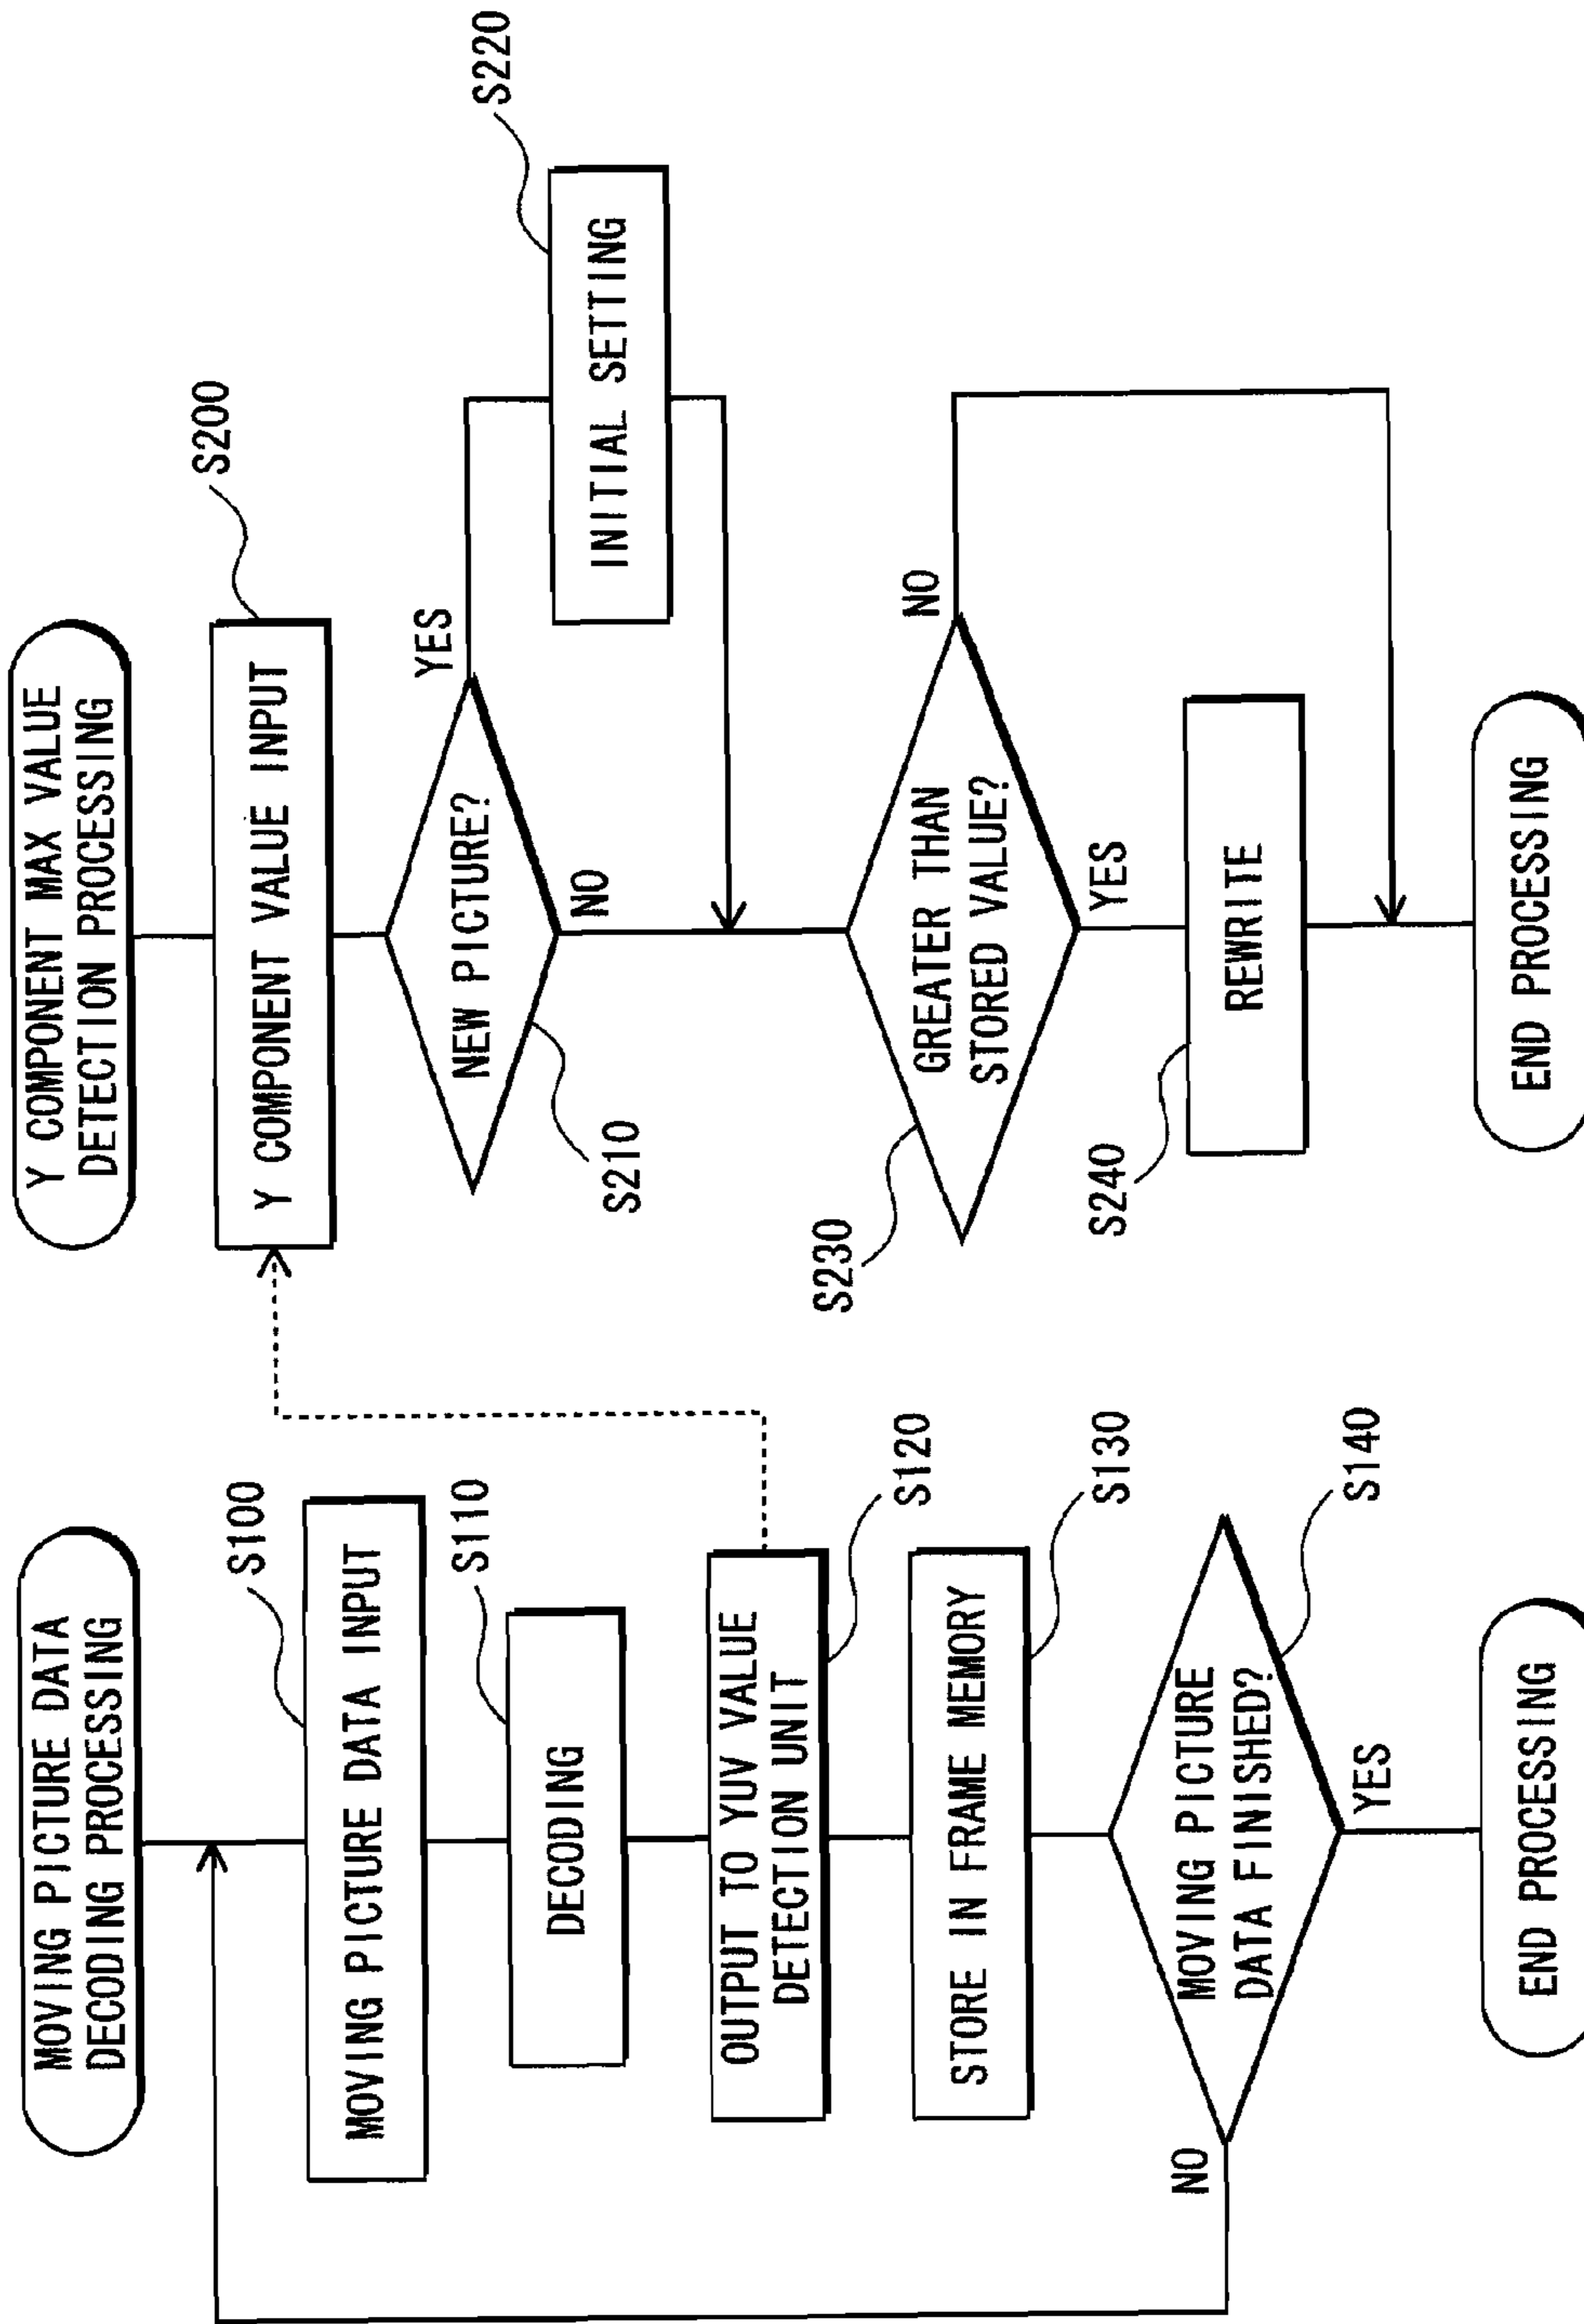 MOVING PICTURE DATA
DECODING PROCESSING
S100
MOVING PICTURE DATA INPUT
S110
DECODING
OUTPUT TO YUV VALUE
DETECTION UNIT
S120
STORE IN FRAME MEMORY
S130
MOVING PICTURE
DATA FINISHED?
S140
NO
YES
END PROCESSING
Y COMPONENT MAX VALUE
DETECTION PROCESSING
S200
Y COMPONENT VALUE INPUT
YES
NEW PICTURE?
S210
NO
S220
INITIAL SETTING
NO
GREATER THAN
STORED VALUE?
S230
YES
S240
REWRITE
END PROCESSING